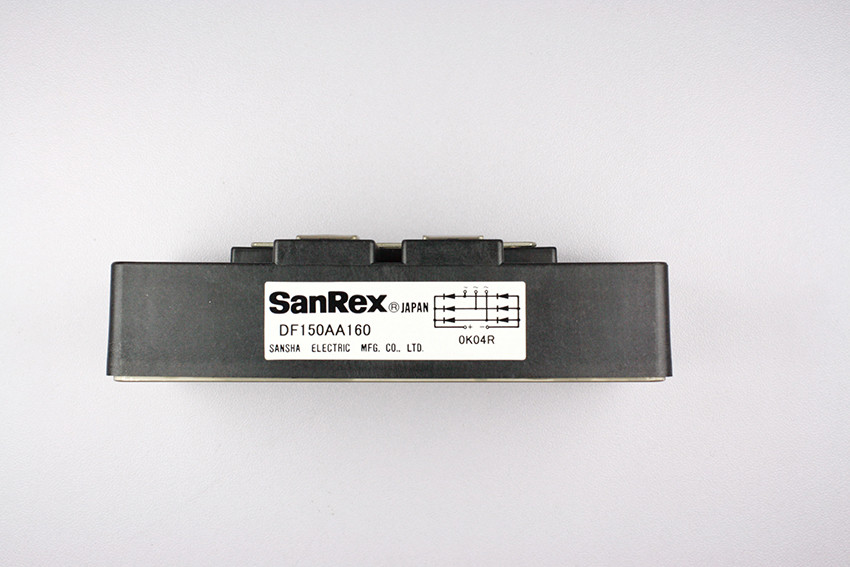 SanRex® JAPAN
DF150AA160
SANSHA ELECTRIC MFG. CO., LTD.
~ ~ ~
+ −
0K04R